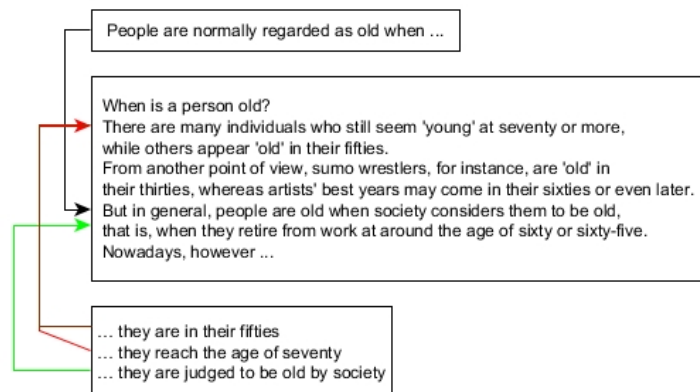 People are normally regarded as old when ...
When is a person old?
There are many individuals who still seem 'young' at seventy or more,
while others appear 'old' in their fifties.
From another point of view, sumo wrestlers, for instance, are 'old' in
their thirties, whereas artists' best years may come in their sixties or even later.
But in general, people are old when society considers them to be old,
that is, when they retire from work at around the age of sixty or sixty-five.
Nowadays, however ...
... they are in their fifties
... they reach the age of seventy
... they are judged to be old by society